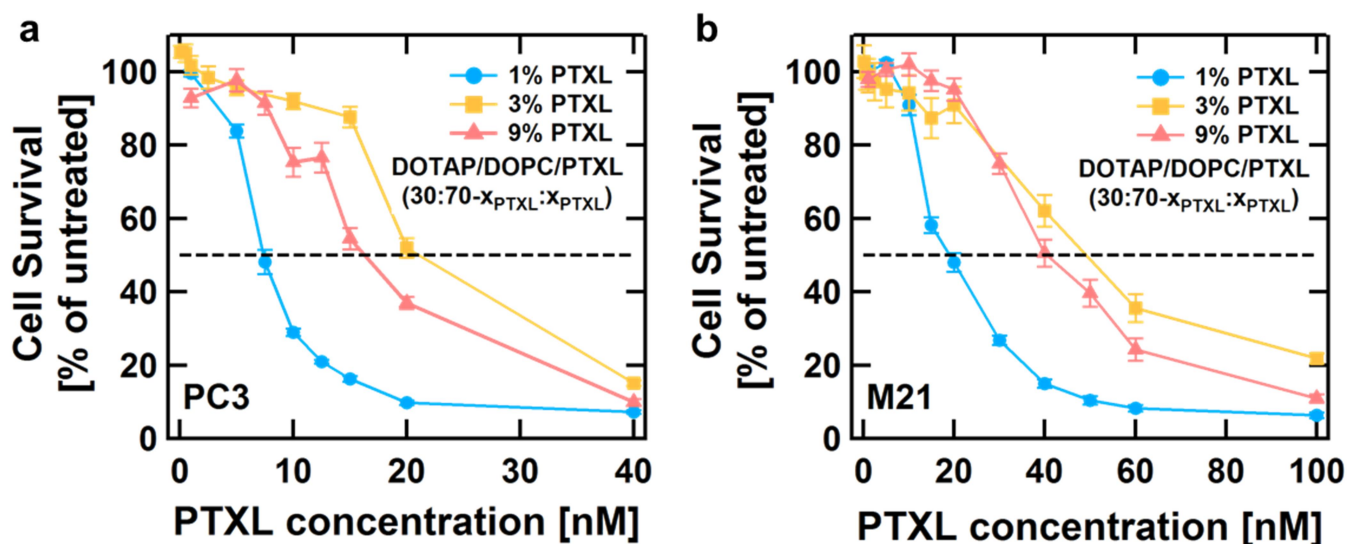 a
Cell Survival
[% of untreated]
100
80
60
40
20
0
1% PTXL
3% PTXL
9% PTXL
DOTAP/DOPC/PTXL
(30:70-xPTXL:xPTXL)
PC3
0 10 20 30 40
PTXL concentration [nM]
b
Cell Survival
[% of untreated]
100
80
60
40
20
0
1% PTXL
3% PTXL
9% PTXL
DOTAP/DOPC/PTXL
(30:70-xPTXL:xPTXL)
M21
0 20 40 60 80 100
PTXL concentration [nM]